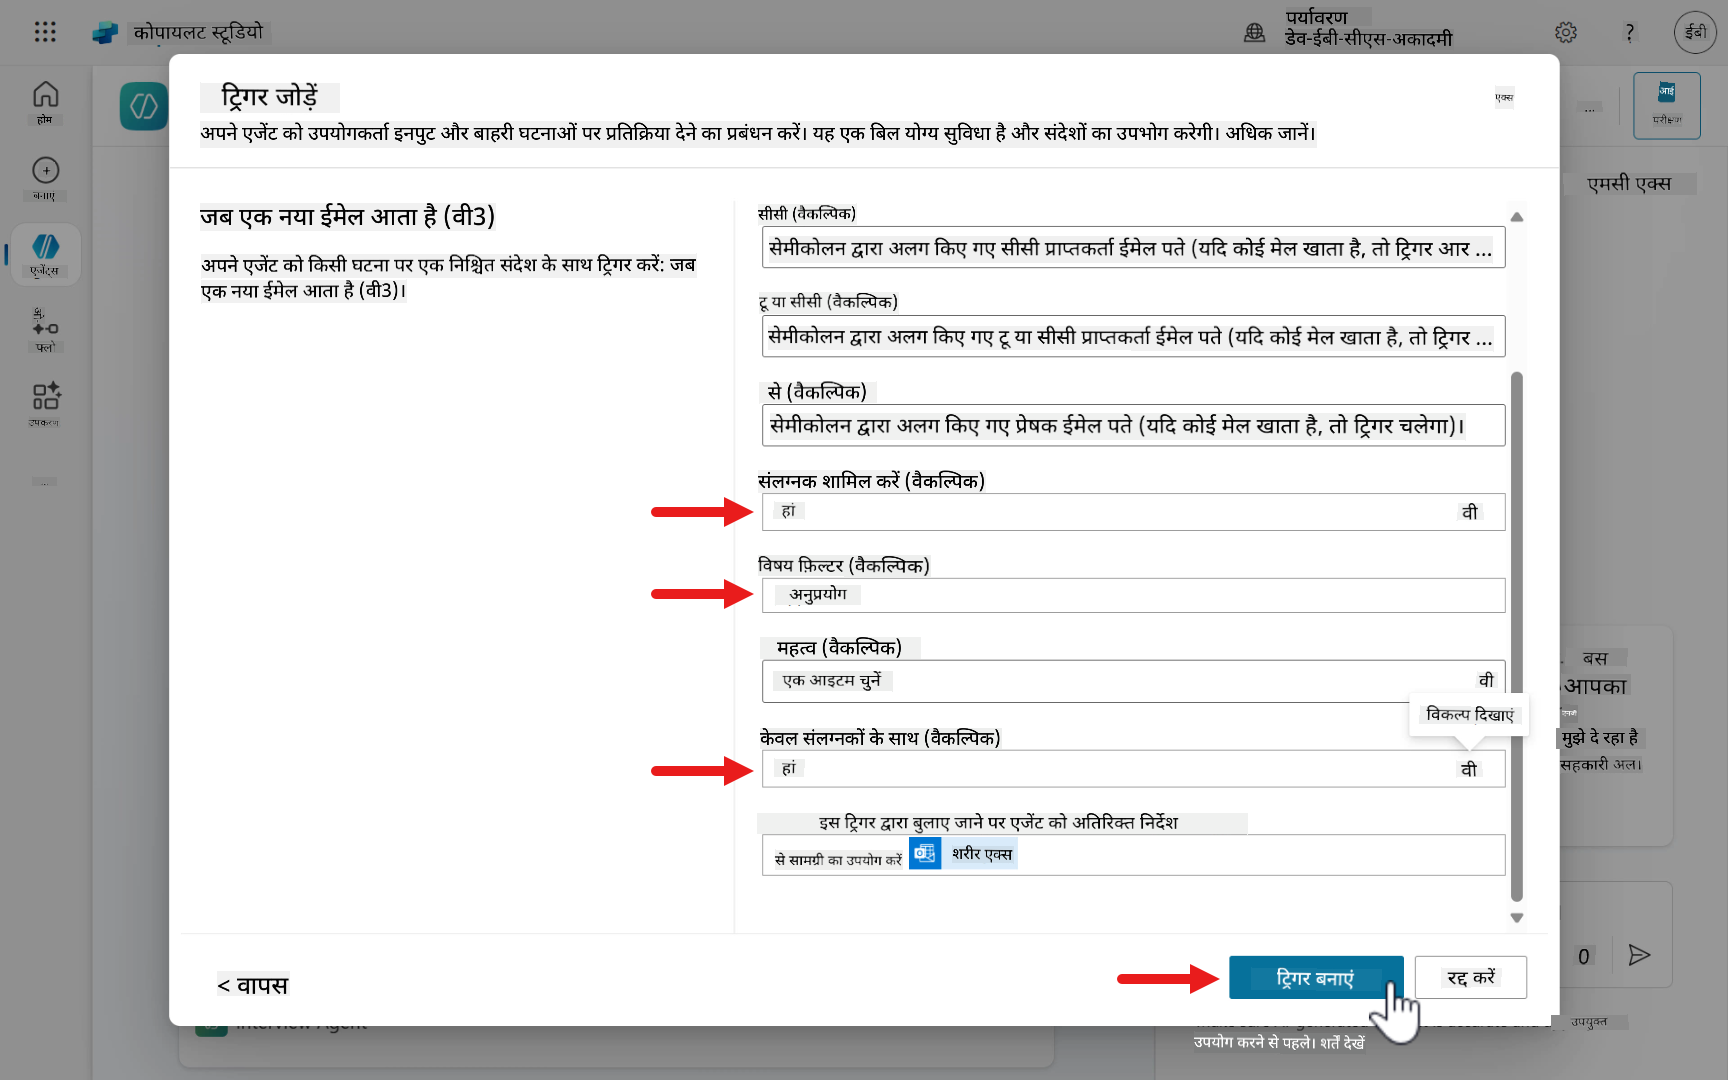 कोपायलट स्टूडियो
पर्यावरण
डेव-ईबी-सीएस-अकादमी
?
ईबी
होम
बनाएं
एजेंट्स
फ्लो
उपकरण
...
ट्रिगर जोड़ें
एक्स
अपने एजेंट को उपयोगकर्ता इनपुट और बाहरी घटनाओं पर प्रतिक्रिया देने का प्रबंधन करें। यह एक बिल योग्य सुविधा है और संदेशों का उपभोग करेगी। अधिक जानें।
...
आई
परीक्षण
एमसी एक्स
जब एक नया ईमेल आता है (वी3)
अपने एजेंट को किसी घटना पर एक निश्चित संदेश के साथ ट्रिगर करें: जब
एक नया ईमेल आता है (वी3)।
सीसी (वैकल्पिक)
सेमीकोलन द्वारा अलग किए गए सीसी प्राप्तकर्ता ईमेल पते (यदि कोई मेल खाता है, तो ट्रिगर आर ...
टू या सीसी (वैकल्पिक)
सेमीकोलन द्वारा अलग किए गए टू या सीसी प्राप्तकर्ता ईमेल पते (यदि कोई मेल खाता है, तो ट्रिगर ...
से (वैकल्पिक)
सेमीकोलन द्वारा अलग किए गए प्रेषक ईमेल पते (यदि कोई मेल खाता है, तो ट्रिगर चलेगा)।
संलग्नक शामिल करें (वैकल्पिक)
हां
वी
विषय फ़िल्टर (वैकल्पिक)
अनुप्रयोग
महत्व (वैकल्पिक)
एक आइटम चुनें
वी
विकल्प दिखाएं
केवल संलग्नकों के साथ (वैकल्पिक)
हां
वी
इस ट्रिगर द्वारा बुलाए जाने पर एजेंट को अतिरिक्त निर्देश
से सामग्री का उपयोग करें
शरीर एक्स
< वापस
ट्रिगर बनाएं
रद्द करें
बस
आपका
मुझे दे रहा है
सहकारी अल।
0
Interview Agent
उपयुक्त
उपयोग करने से पहले। शर्तें देखें